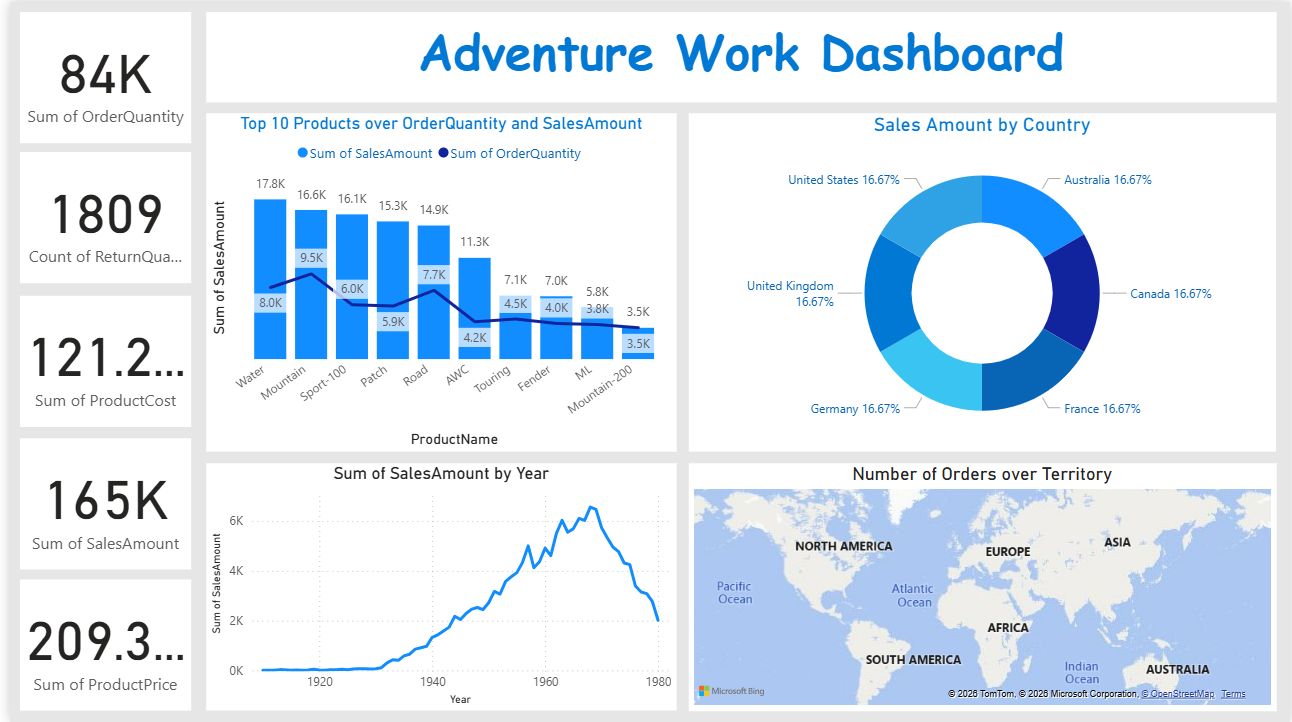 84K
Sum of OrderQuantity
1809
Count of ReturnQua...
121.2...
Sum of ProductCost
165K
Sum of SalesAmount
209.3...
Sum of ProductPrice
Adventure Work Dashboard
Top 10 Products over OrderQuantity and SalesAmount
Sum of SalesAmount Sum of OrderQuantity
Sum of SalesAmount
17.8K
16.6K
16.1K
15.3K
14.9K
11.3K
7.1K
7.0K
5.8K
3.5K
8.0K
9.5K
6.0K
5.9K
7.7K
4.2K
4.5K
4.0K
3.8K
3.5K
Water
Mountain
Sport-100
Patch
Road
AWC
Touring
Fender
ML
Mountain-200
ProductName
Sales Amount by Country
United States 16.67%
Australia 16.67%
United Kingdom
16.67%
Canada 16.67%
Germany 16.67%
France 16.67%
Sum of SalesAmount by Year
Sum of SalesAmount
6K
4K
2K
0K
1920
1940
1960
1980
Year
Number of Orders over Territory
NORTH AMERICA
EUROPE
ASIA
Pacific
Ocean
Atlantic
Ocean
AFRICA
SOUTH AMERICA
Indian
Ocean
AUSTRALIA
Microsoft Bing
© 2026 TomTom, © 2026 Microsoft Corporation, © OpenStreetMap Terms